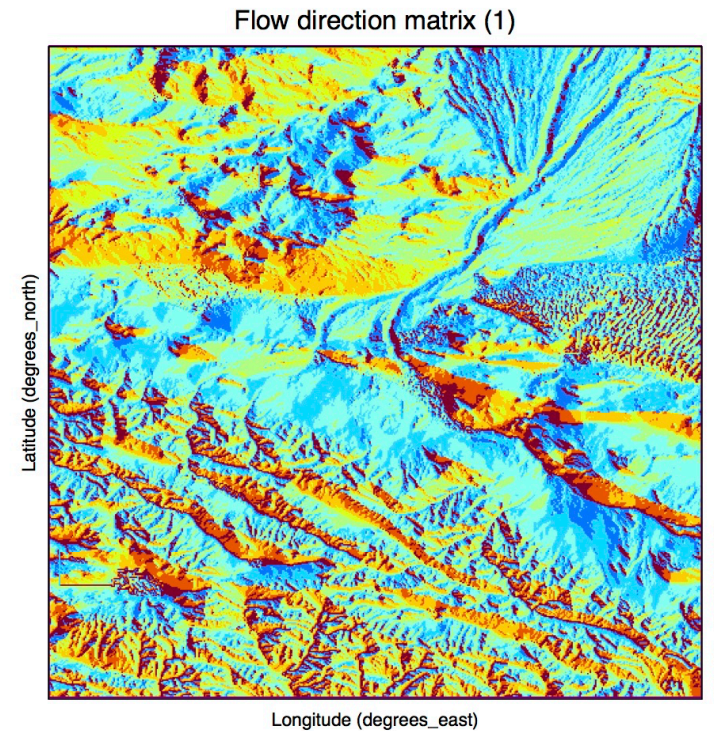 Flow direction matrix (1)
Latitude (degrees_north)
Longitude (degrees_east)